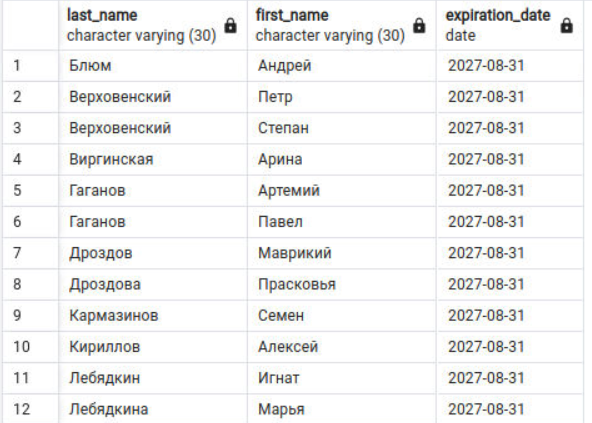 last_name first_name expiration_date
character varying (30) character varying (30) date
1 Блюм Андрей 2027-08-31
2 Верховенский Петр 2027-08-31
3 Верховенский Степан 2027-08-31
4 Виргинская Арина 2027-08-31
5 Гаганов Артемий 2027-08-31
6 Гаганов Павел 2027-08-31
7 Дроздов Маврикий 2027-08-31
8 Дроздова Прасковья 2027-08-31
9 Кармазинов Семен 2027-08-31
10 Кириллов Алексей 2027-08-31
11 Лебядкин Игнат 2027-08-31
12 Лебядкина Марья 2027-08-31